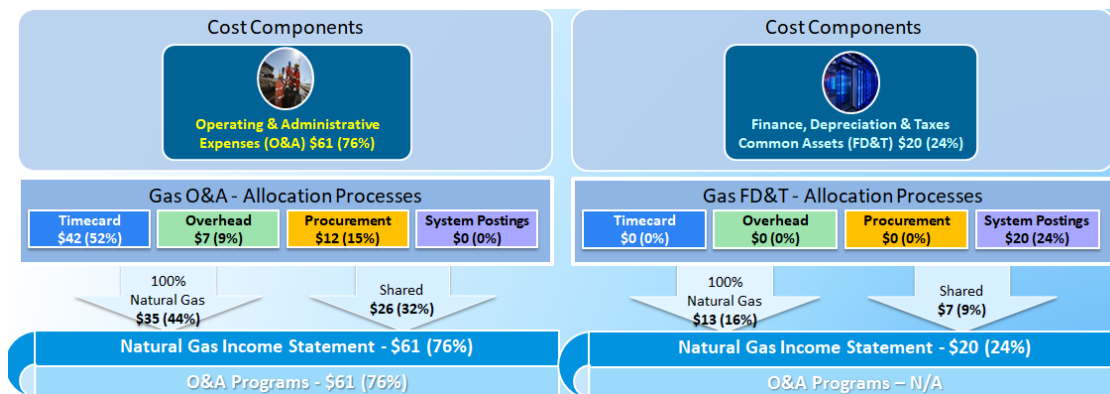 Cost Components
Operating & Administrative
Expenses (O&A) $61 (76%)
Gas O&A - Allocation Processes
Timecard
$42 (52%)
Overhead
$7 (9%)
Procurement
$12 (15%)
System Postings
$0 (0%)
100%
Natural Gas
$35 (44%)
Shared
$26 (32%)
Natural Gas Income Statement - $61 (76%)
O&A Programs - $61 (76%)
Cost Components
Finance, Depreciation & Taxes
Common Assets (FD&T) $20 (24%)
Gas FD&T - Allocation Processes
Timecard
$0 (0%)
Overhead
$0 (0%)
Procurement
$0 (0%)
System Postings
$20 (24%)
100%
Natural Gas
$13 (16%)
Shared
$7 (9%)
Natural Gas Income Statement - $20 (24%)
O&A Programs – N/A